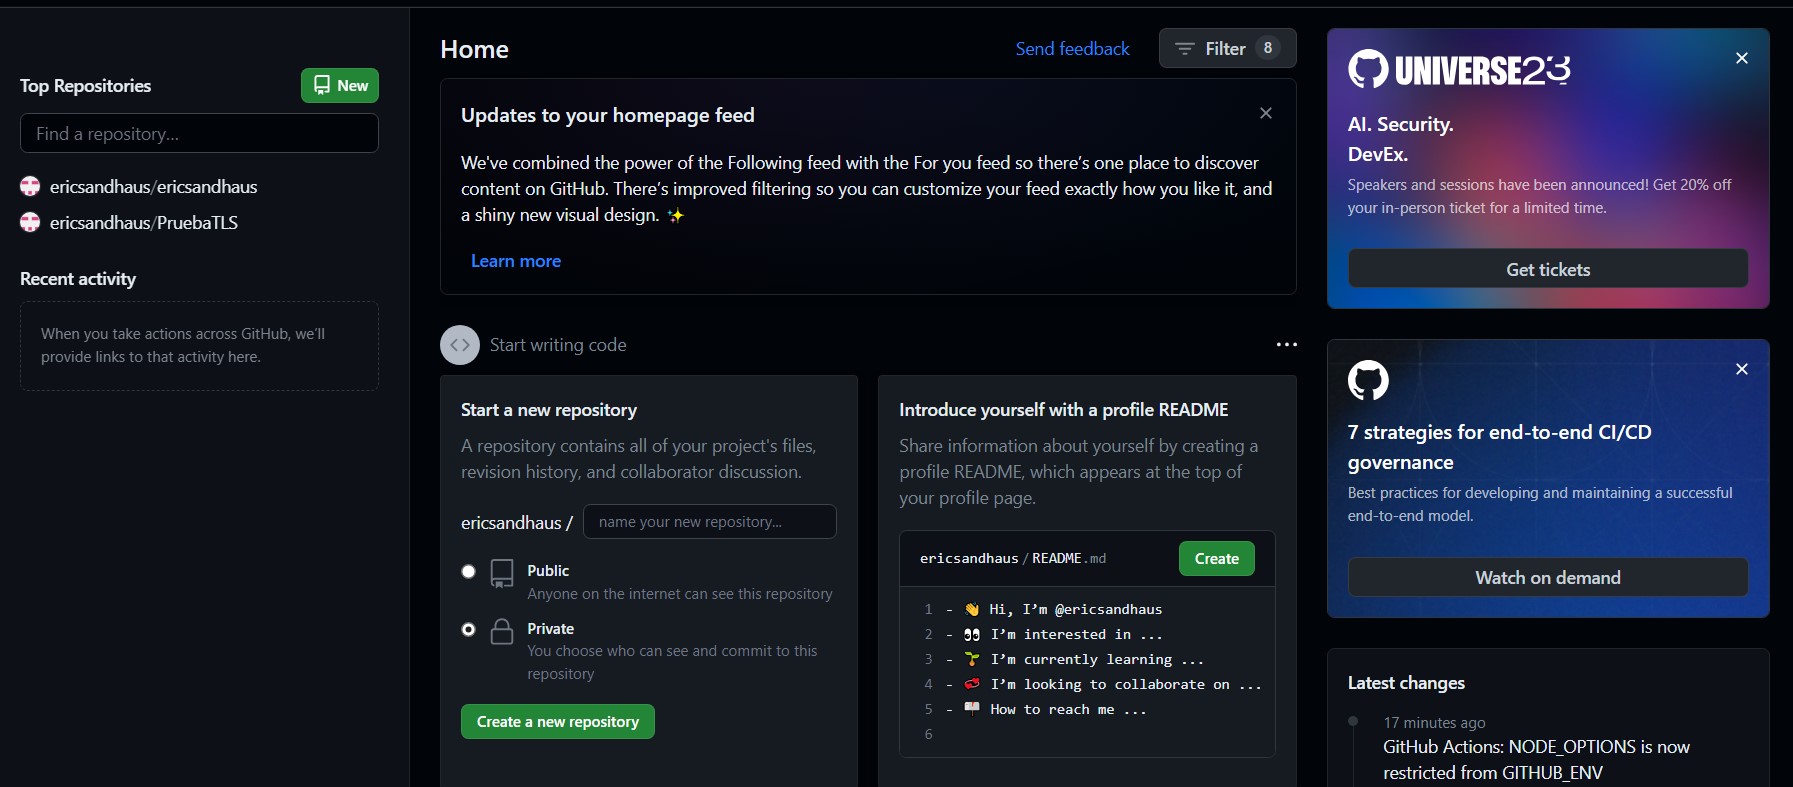 Top Repositories
New
Find a repository...
ericsandhaus/ericsandhaus
ericsandhaus/PruebaTLS
Recent activity
When you take actions across GitHub, we'll
provide links to that activity here.
Home
Send feedback
Filter 8
Updates to your homepage feed
We've combined the power of the Following feed with the For you feed so there’s one place to discover
content on GitHub. There’s improved filtering so you can customize your feed exactly how you like it, and
a shiny new visual design. ✨
Learn more
Start writing code
Start a new repository
A repository contains all of your project's files,
revision history, and collaborator discussion.
ericsandhaus / name your new repository...
Public
Anyone on the internet can see this repository
Private
You choose who can see and commit to this
repository
Create a new repository
Introduce yourself with a profile README
Share information about yourself by creating a
profile README, which appears at the top of
your profile page.
ericsandhaus / README.md
Create
1 - 👋 Hi, I’m @ericsandhaus
2 - 👀 I’m interested in ...
3 - 🌱 I’m currently learning ...
4 - 💞️ I’m looking to collaborate on ...
5 - 📫 How to reach me ...
6
UNIVERSE23
AI. Security.
DevEx.
Speakers and sessions have been announced! Get 20% off
your in-person ticket for a limited time.
Get tickets
7 strategies for end-to-end CI/CD
governance
Best practices for developing and maintaining a successful
end-to-end model.
Watch on demand
Latest changes
17 minutes ago
GitHub Actions: NODE_OPTIONS is now
restricted from GITHUB_ENV